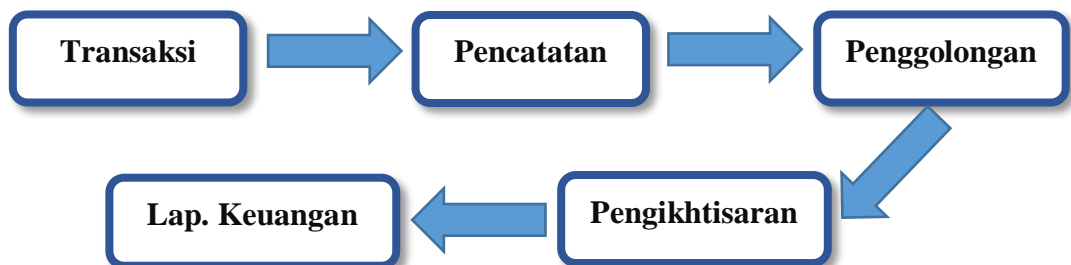 Transaksi
Pencatatan
Penggolongan
Pengikhtisaran
Lap. Keuangan